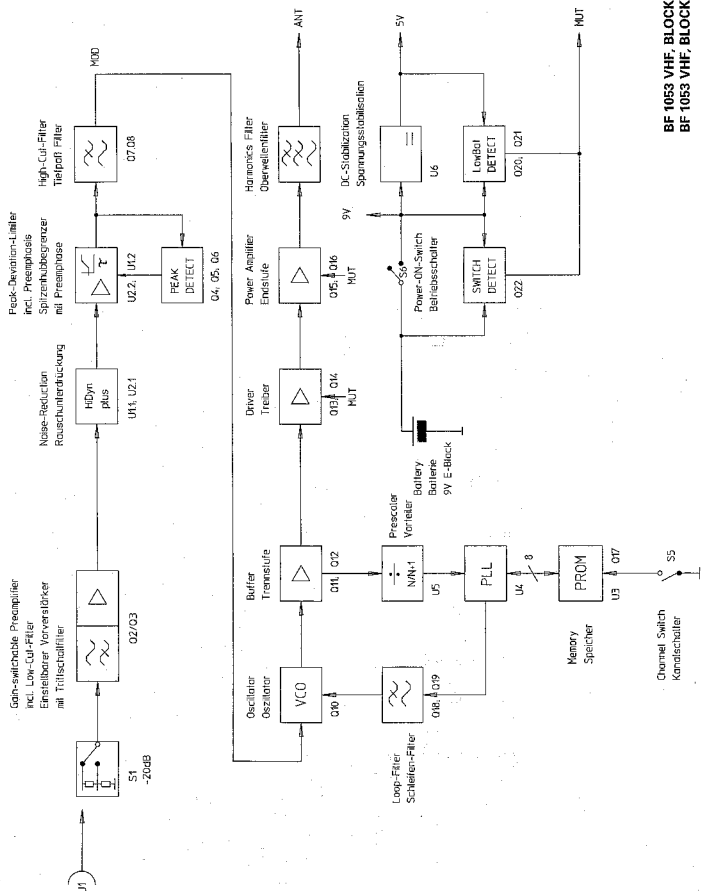 J1
S1
-20dB
Gain-switchable Preamplifier
incl. Low-Cut-Filter
Einstellbarer Vorverstärker
mit Trittschallfilter
Q2/Q3
Noise-Reduction
Rauschunterdrückung
HiDyn
plus
U1.1, U2.1
Peak-Deviation-Limiter
incl. Preemphasis
Spitzenhubbegrenzer
mit Preemphase
τ
U2.2, U1.2
PEAK
DETECT
Q4, Q5, Q6
High-Cut-Filter
Tiefpaß Filter
Q7, Q8
MOD
Oscillator
Oszillator
VCO
Q10
Buffer
Trennstufe
Q11, Q12
Driver
Treiber
Q13, Q14
MUT
Power Amplifier
Endstufe
Q15, Q16
MUT
Harmonics Filter
Oberwellenfilter
ANT
Loop-Filter
Schleifen-Filter
Q18, Q19
Prescaler
Vorteiler
÷
N/N+1
U5
PLL
U4
8
Memory
Speicher
PROM
U3
Q17
Channel Switch
Kanalschalter
S5
Battery
Batterie
9V E-Block
S6
Power-ON-Switch
Betriebsschalter
9V
DC-Stabilization
Spannungsstabilisation
=
U6
5V
SWITCH
DETECT
Q22
LowBat
DETECT
Q20, Q21
MUT
BF 1053 VHF, BLOCK
BF 1053 VHF, BLOCK